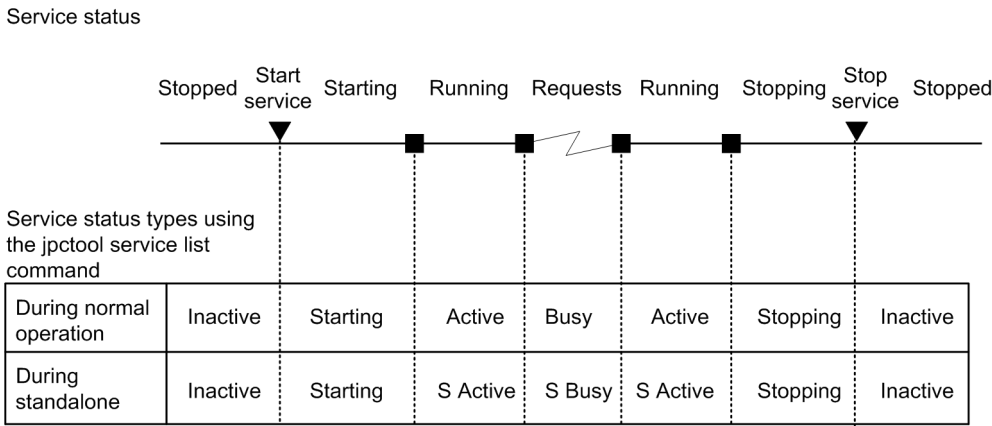 Service status
Stopped Start service Starting Running Requests Running Stopping Stop service Stopped
Service status types using
the jpctool service list
command
During normal operation Inactive Starting Active Busy Active Stopping Inactive
During standalone Inactive Starting S Active S Busy S Active Stopping Inactive